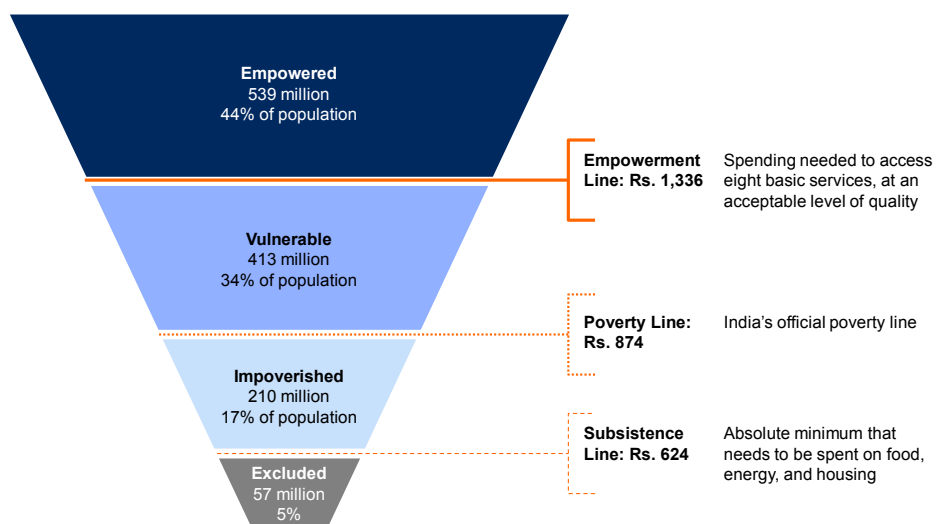 Empowered
539 million
44% of population
Empowerment
Line: Rs. 1,336
Spending needed to access
eight basic services, at an
acceptable level of quality
Vulnerable
413 million
34% of population
Poverty Line:
Rs. 874
India’s official poverty line
Impoverished
210 million
17% of population
Subsistence
Line: Rs. 624
Absolute minimum that
needs to be spent on food,
energy, and housing
Excluded
57 million
5%